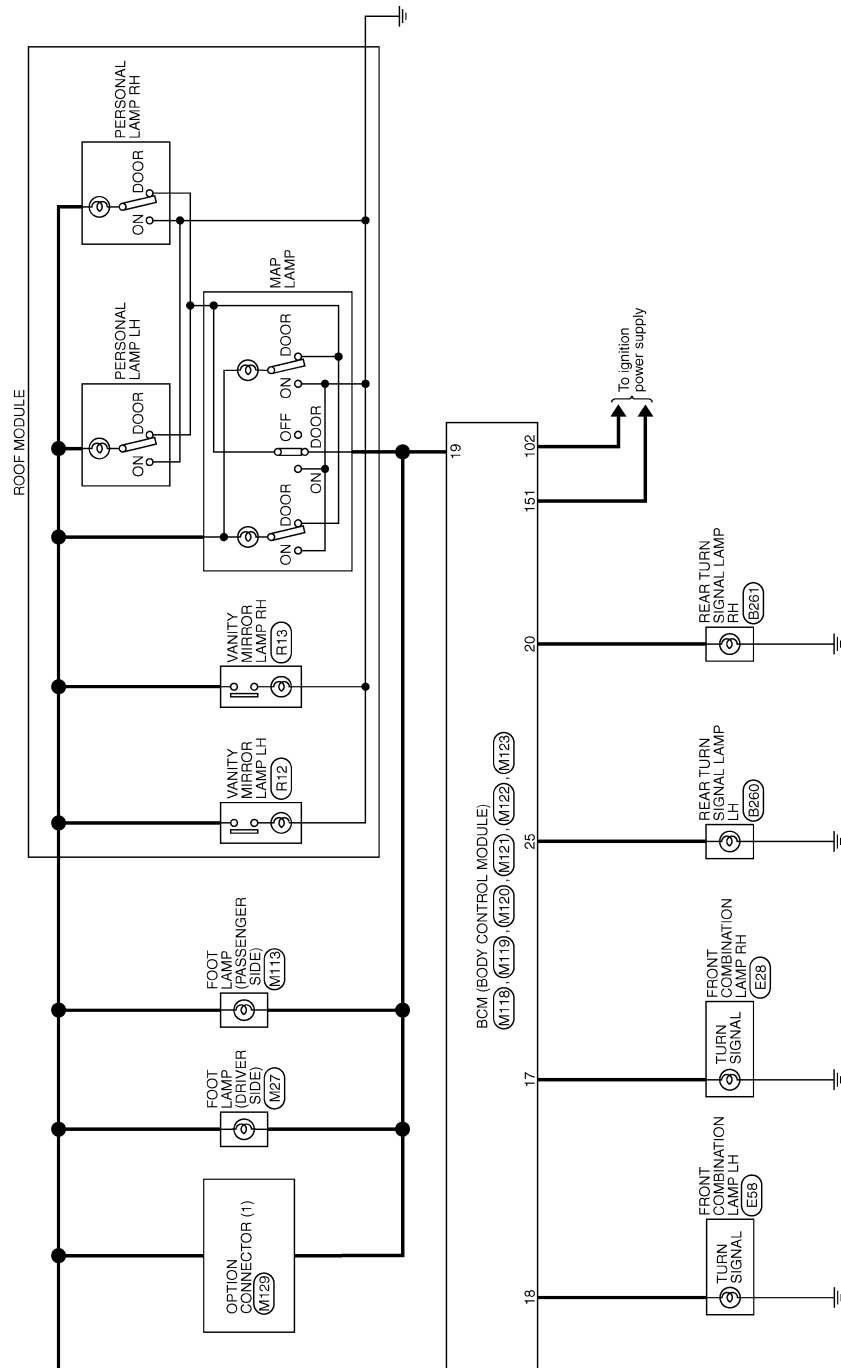 ROOF MODULE
PERSONAL
LAMP RH
ON
DOOR
PERSONAL
LAMP LH
ON
DOOR
MAP
LAMP
ON
DOOR
ON
OFF
DOOR
ON
DOOR
VANITY
MIRROR
LAMP RH
R13
VANITY
MIRROR
LAMP LH
R12
FOOT
LAMP
(PASSENGER
SIDE)
M113
FOOT
LAMP
(DRIVER
SIDE)
M27
OPTION
CONNECTOR (1)
M129
19
102
151
To ignition
power supply
BCM (BODY CONTROL MODULE)
M118 , M119 , M120 , M121 , M122 , M123
20
25
17
18
REAR TURN
SIGNAL LAMP
RH
B261
REAR TURN
SIGNAL LAMP
LH
B260
FRONT
COMBINATION
LAMP RH
E28
TURN
SIGNAL
FRONT
COMBINATION
LAMP LH
E58
TURN
SIGNAL